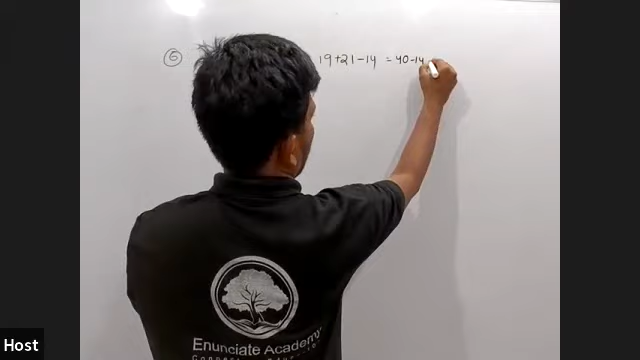 ⑥ 19+21-14 = 40-14
Enunciate Academy
Host